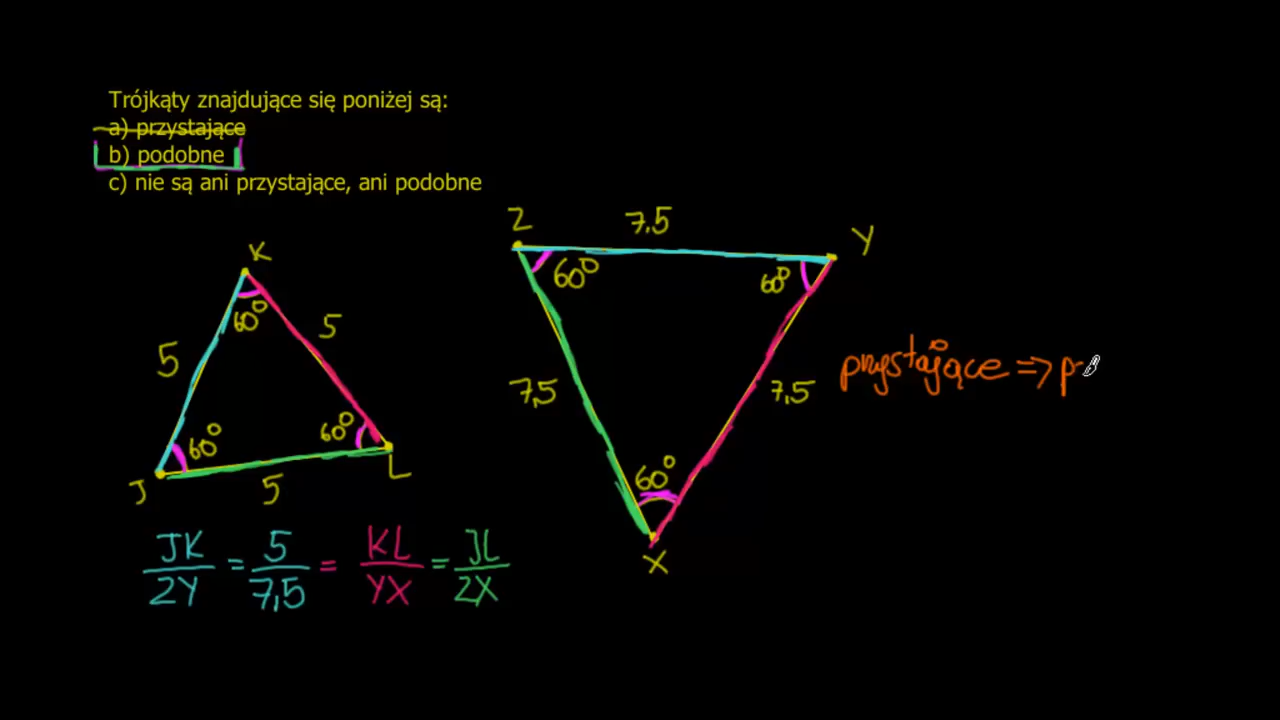 Trójkąty znajdujące się poniżej są:
a) przystające
b) podobne
c) nie są ani przystające, ani podobne
K
60°
5
5
60°
60°
J
5
L
Z
7,5
Y
60°
60°
7,5
7,5
60°
X
przystające => p
JK/ZY = 5/7,5 = KL/YX = JL/ZX